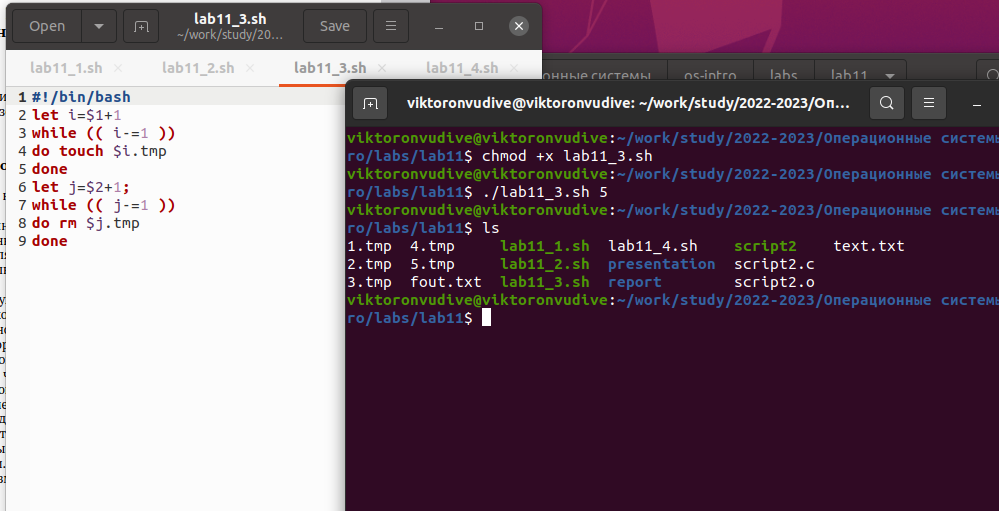 Open
lab11_3.sh
~/work/study/20...
Save
lab11_1.sh
lab11_2.sh
lab11_3.sh
lab11_4.sh
1 #!/bin/bash
2 let i=$1+1
3 while (( i-=1 ))
4 do touch $i.tmp
5 done
6 let j=$2+1;
7 while (( j-=1 ))
8 do rm $j.tmp
9 done
онные системы
os-intro
labs
lab11
viktoronvudive@viktoronvudive: ~/work/study/2022-2023/Оп...
viktoronvudive@viktoronvudive:~/work/study/2022-2023/Операционные системы
ro/labs/lab11$ chmod +x lab11_3.sh
viktoronvudive@viktoronvudive:~/work/study/2022-2023/Операционные системы
ro/labs/lab11$ ./lab11_3.sh 5
viktoronvudive@viktoronvudive:~/work/study/2022-2023/Операционные системы
ro/labs/lab11$ ls
1.tmp 4.tmp lab11_1.sh lab11_4.sh script2 text.txt
2.tmp 5.tmp lab11_2.sh presentation script2.c
3.tmp fout.txt lab11_3.sh report script2.o
viktoronvudive@viktoronvudive:~/work/study/2022-2023/Операционные системы
ro/labs/lab11$